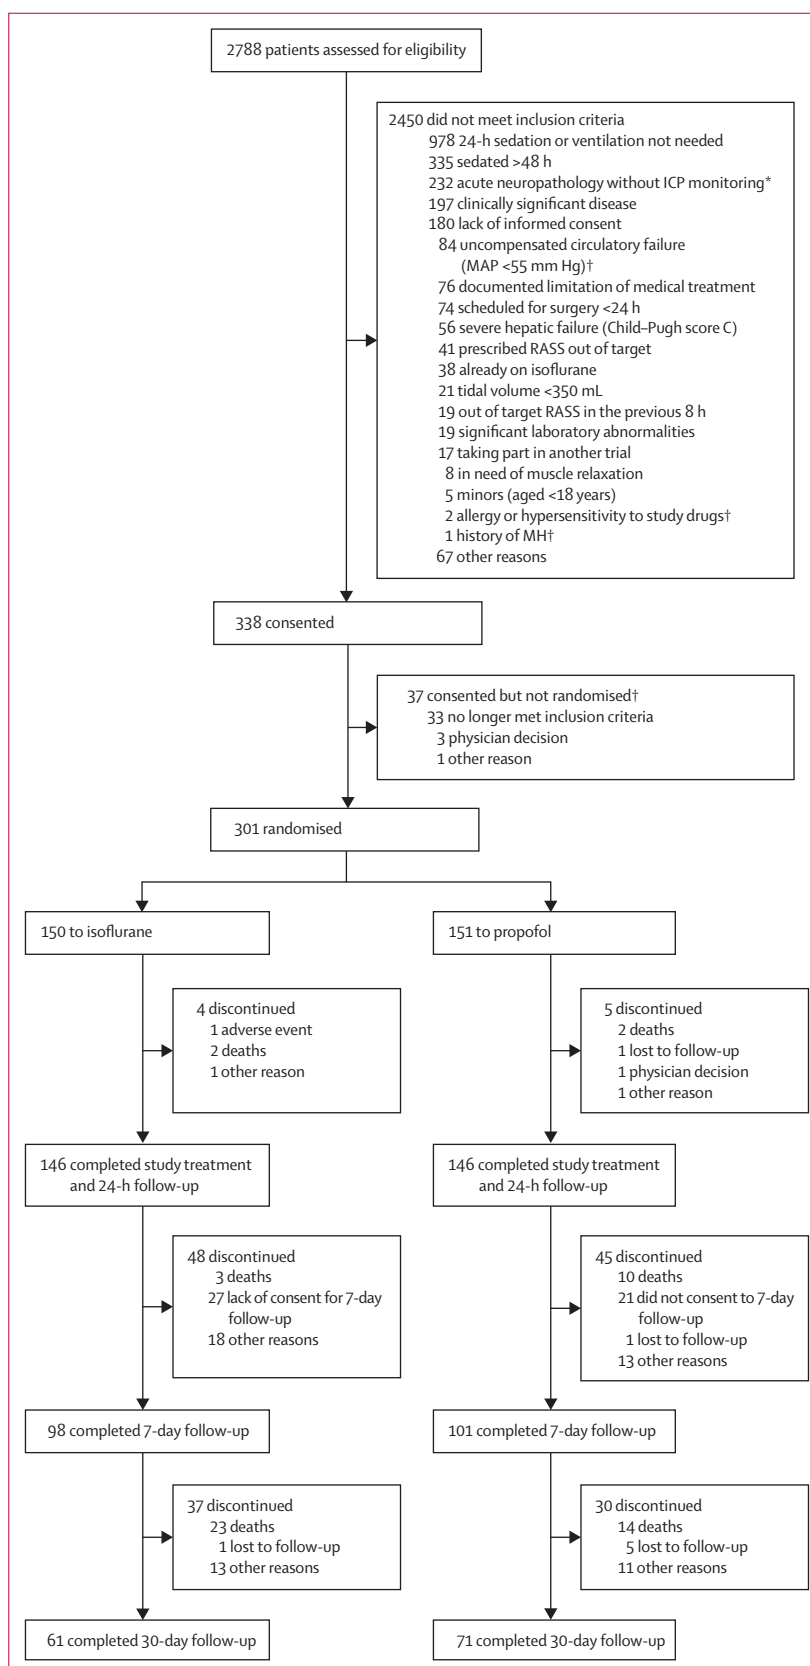 2788 patients assessed for eligibility
2450 did not meet inclusion criteria
978 24-h sedation or ventilation not needed
335 sedated >48 h
232 acute neuropathology without ICP monitoring*
197 clinically significant disease
180 lack of informed consent
84 uncompensated circulatory failure
(MAP <55 mm Hg)†
76 documented limitation of medical treatment
74 scheduled for surgery <24 h
56 severe hepatic failure (Child–Pugh score C)
41 prescribed RASS out of target
38 already on isoflurane
21 tidal volume <350 mL
19 out of target RASS in the previous 8 h
19 significant laboratory abnormalities
17 taking part in another trial
8 in need of muscle relaxation
5 minors (aged <18 years)
2 allergy or hypersensitivity to study drugs†
1 history of MH†
67 other reasons
338 consented
37 consented but not randomised†
33 no longer met inclusion criteria
3 physician decision
1 other reason
301 randomised
150 to isoflurane
151 to propofol
4 discontinued
1 adverse event
2 deaths
1 other reason
5 discontinued
2 deaths
1 lost to follow-up
1 physician decision
1 other reason
146 completed study treatment
and 24-h follow-up
146 completed study treatment
and 24-h follow-up
48 discontinued
3 deaths
27 lack of consent for 7-day
follow-up
18 other reasons
45 discontinued
10 deaths
21 did not consent to 7-day
follow-up
1 lost to follow-up
13 other reasons
98 completed 7-day follow-up
101 completed 7-day follow-up
37 discontinued
23 deaths
1 lost to follow-up
13 other reasons
30 discontinued
14 deaths
5 lost to follow-up
11 other reasons
61 completed 30-day follow-up
71 completed 30-day follow-up